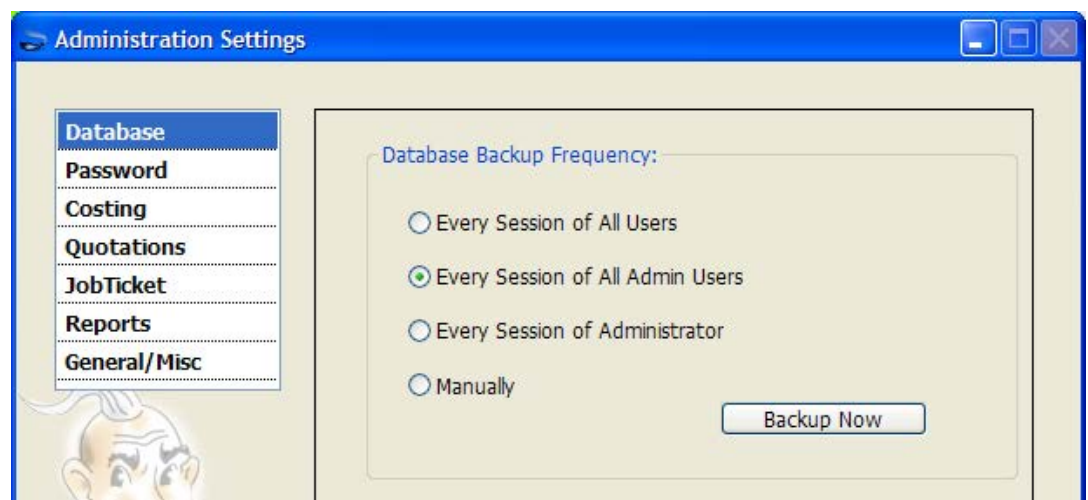 Administration Settings
Database
Password
Costing
Quotations
JobTicket
Reports
General/Misc
Database Backup Frequency:
Every Session of All Users
Every Session of All Admin Users
Every Session of Administrator
Manually
Backup Now